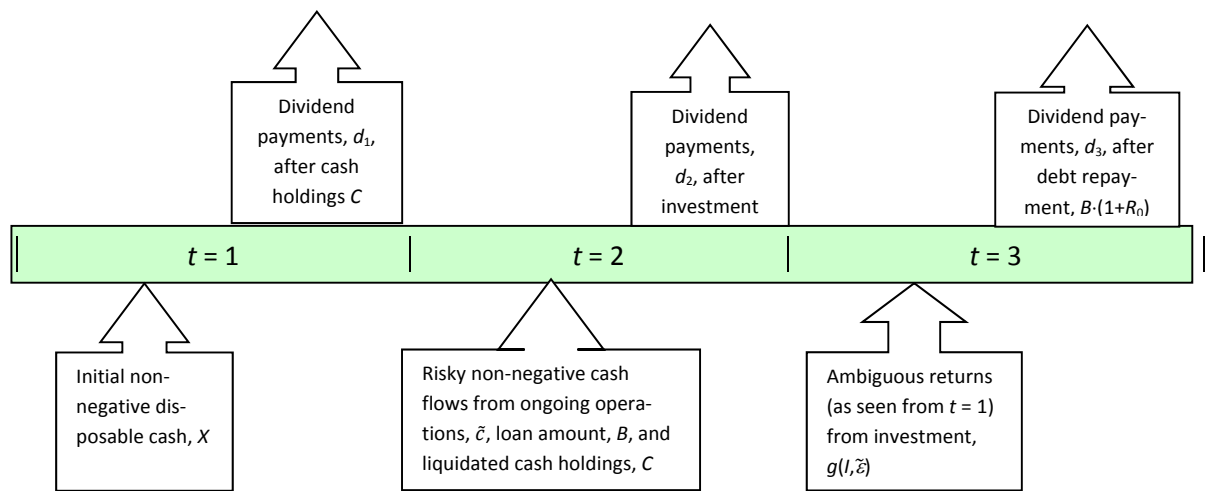 Dividend
payments, d₁,
after cash
holdings C
Dividend
payments,
d₂, after
investment
Dividend pay-
ments, d₃, after
debt repay-
ment, B·(1+R₀)
t = 1
t = 2
t = 3
Initial non-
negative dis-
posable cash, X
Risky non-negative cash
flows from ongoing opera-
tions, c̃, loan amount, B, and
liquidated cash holdings, C
Ambiguous returns
(as seen from t = 1)
from investment,
g(I,ε̃)